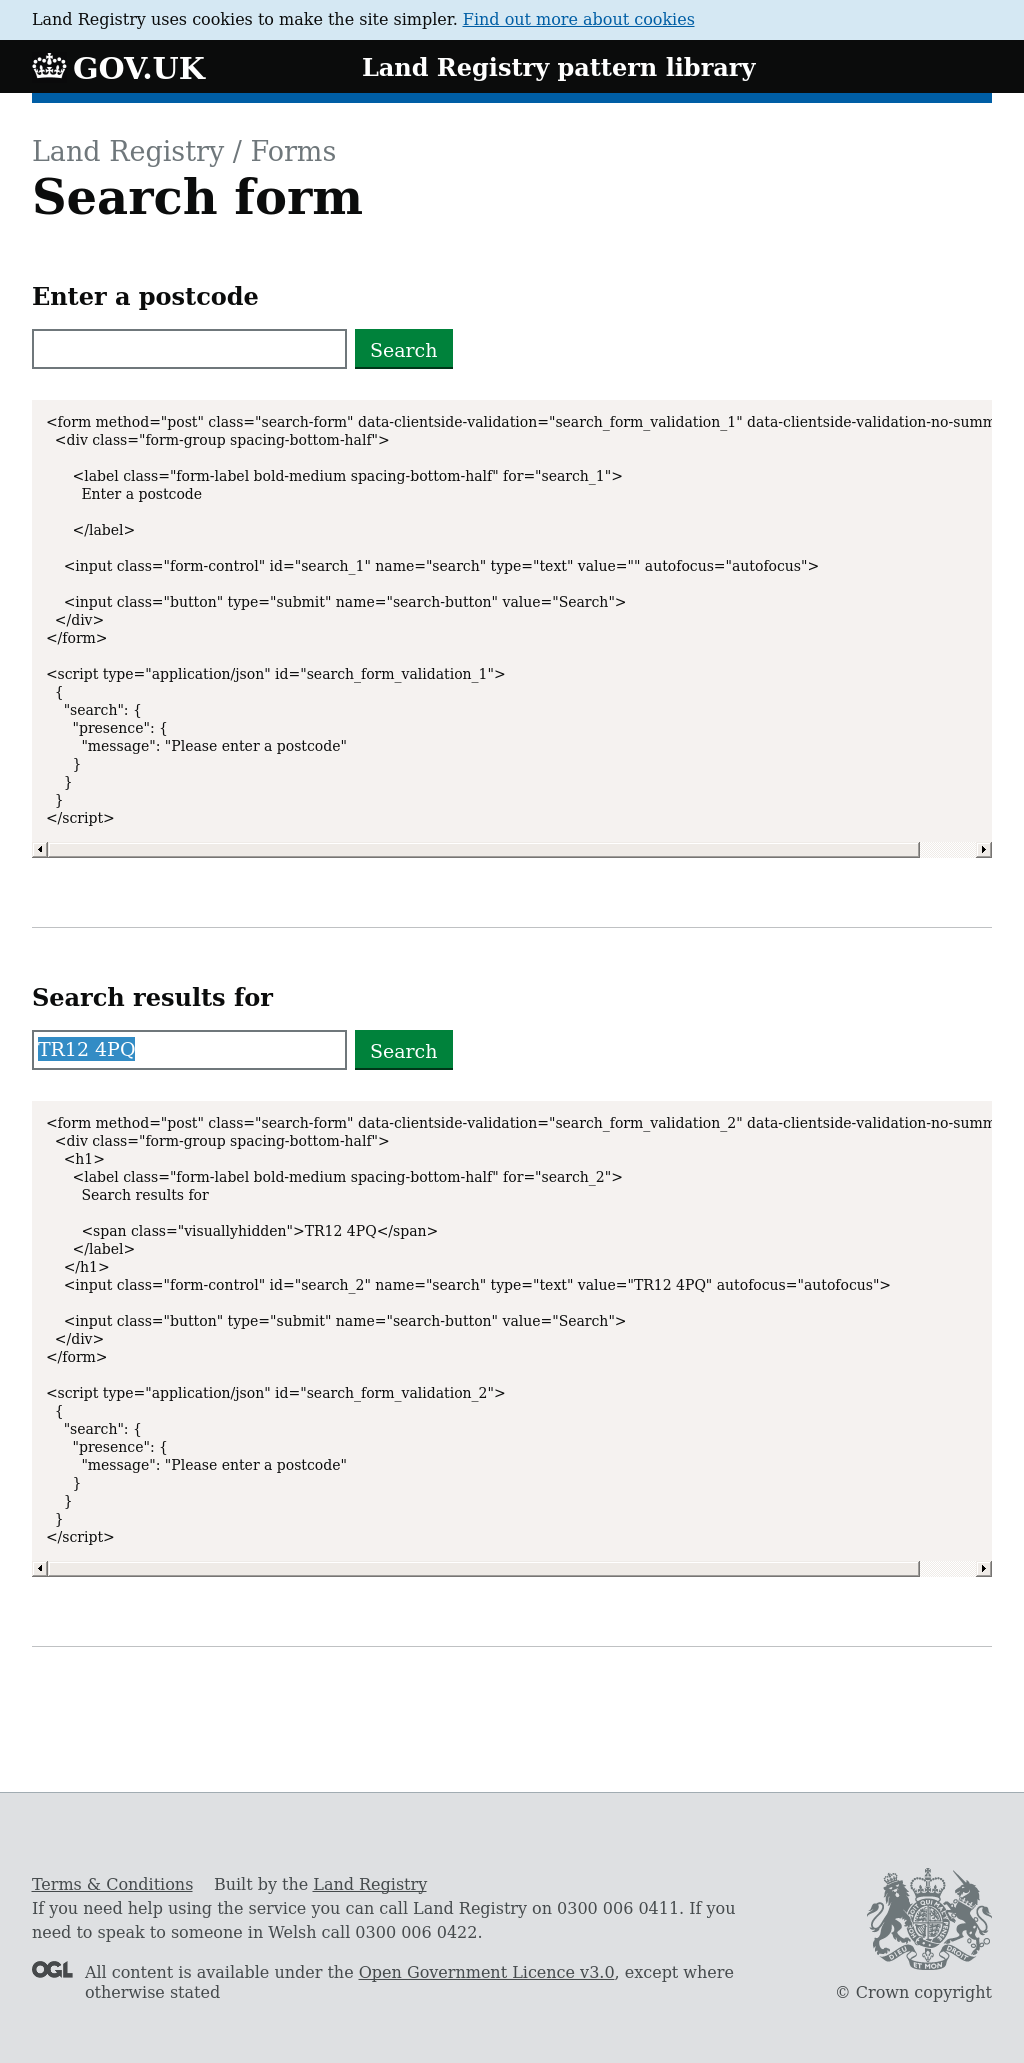 Land Registry uses cookies to make the site simpler. Find out more about cookies
GOV.UK
Land Registry pattern library
Land Registry / Forms
Search form
Enter a postcode
Search
<form method="post" class="search-form" data-clientside-validation="search_form_validation_1" data-clientside-validation-no-summ
<div class="form-group spacing-bottom-half">
<label class="form-label bold-medium spacing-bottom-half" for="search_1">
Enter a postcode
</label>
<input class="form-control" id="search_1" name="search" type="text" value="" autofocus="autofocus">
<input class="button" type="submit" name="search-button" value="Search">
</div>
</form>
<script type="application/json" id="search_form_validation_1">
{
"search": {
"presence": {
"message": "Please enter a postcode"
}
}
}
</script>
Search results for
TR12 4PQ
Search
<form method="post" class="search-form" data-clientside-validation="search_form_validation_2" data-clientside-validation-no-summ
<div class="form-group spacing-bottom-half">
<h1>
<label class="form-label bold-medium spacing-bottom-half" for="search_2">
Search results for
<span class="visuallyhidden">TR12 4PQ</span>
</label>
</h1>
<input class="form-control" id="search_2" name="search" type="text" value="TR12 4PQ" autofocus="autofocus">
<input class="button" type="submit" name="search-button" value="Search">
</div>
</form>
<script type="application/json" id="search_form_validation_2">
{
"search": {
"presence": {
"message": "Please enter a postcode"
}
}
}
</script>
Terms & Conditions Built by the Land Registry
If you need help using the service you can call Land Registry on 0300 006 0411. If you
need to speak to someone in Welsh call 0300 006 0422.
OGL
All content is available under the Open Government Licence v3.0, except where
otherwise stated
DIEU ET MON DROIT
© Crown copyright